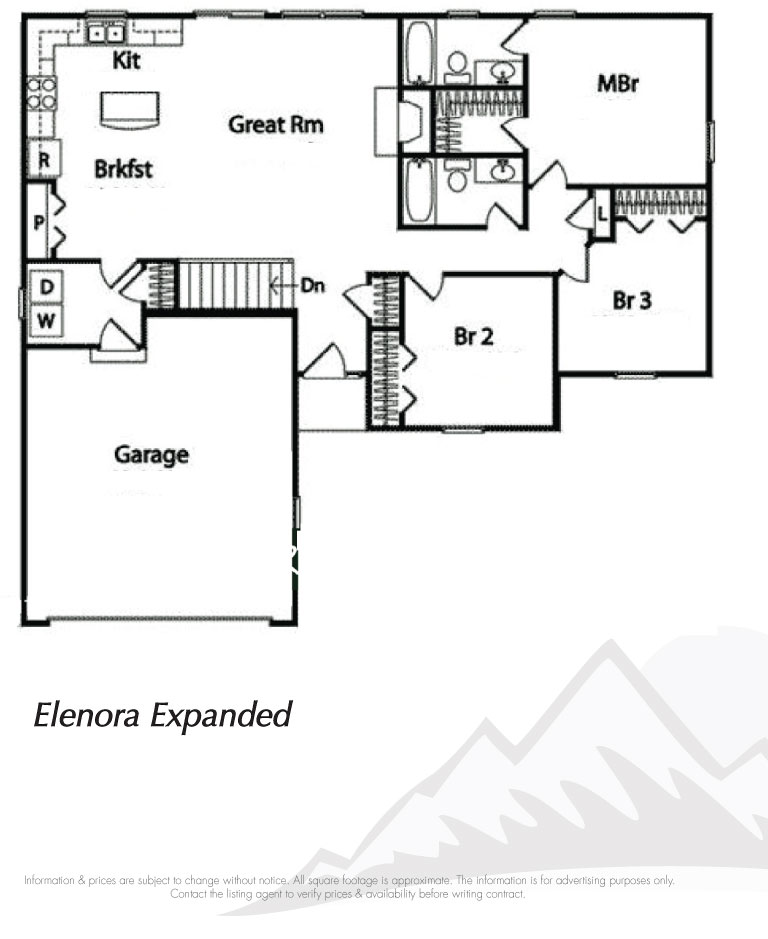 Kit
MBr
Great Rm
R
Brkfst
P
L
D
Dn
W
Br 3
Br 2
Garage
Elenora Expanded
Information & prices are subject to change without notice. All square footage is approximate. The information is for advertising purposes only.
Contact the listing agent to verify prices & availability before writing contract.